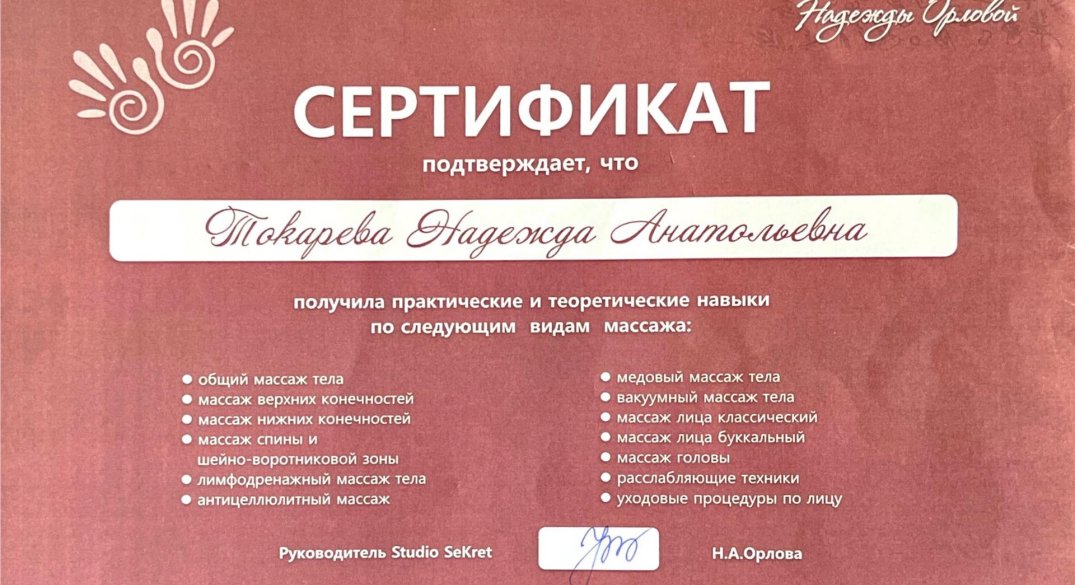 Надежды Орловой
СЕРТИФИКАТ
подтверждает, что
Токарева Надежда Анатольевна
получила практические и теоретические навыки
по следующим видам массажа:
● общий массаж тела
● массаж верхних конечностей
● массаж нижних конечностей
● массаж спины и
шейно-воротниковой зоны
● лимфодренажный массаж тела
● антицеллюлитный массаж
● медовый массаж тела
● вакуумный массаж тела
● массаж лица классический
● массаж лица буккальный
● массаж головы
● расслабляющие техники
● уходовые процедуры по лицу
Руководитель Studio SeKret
Н.А.Орлова